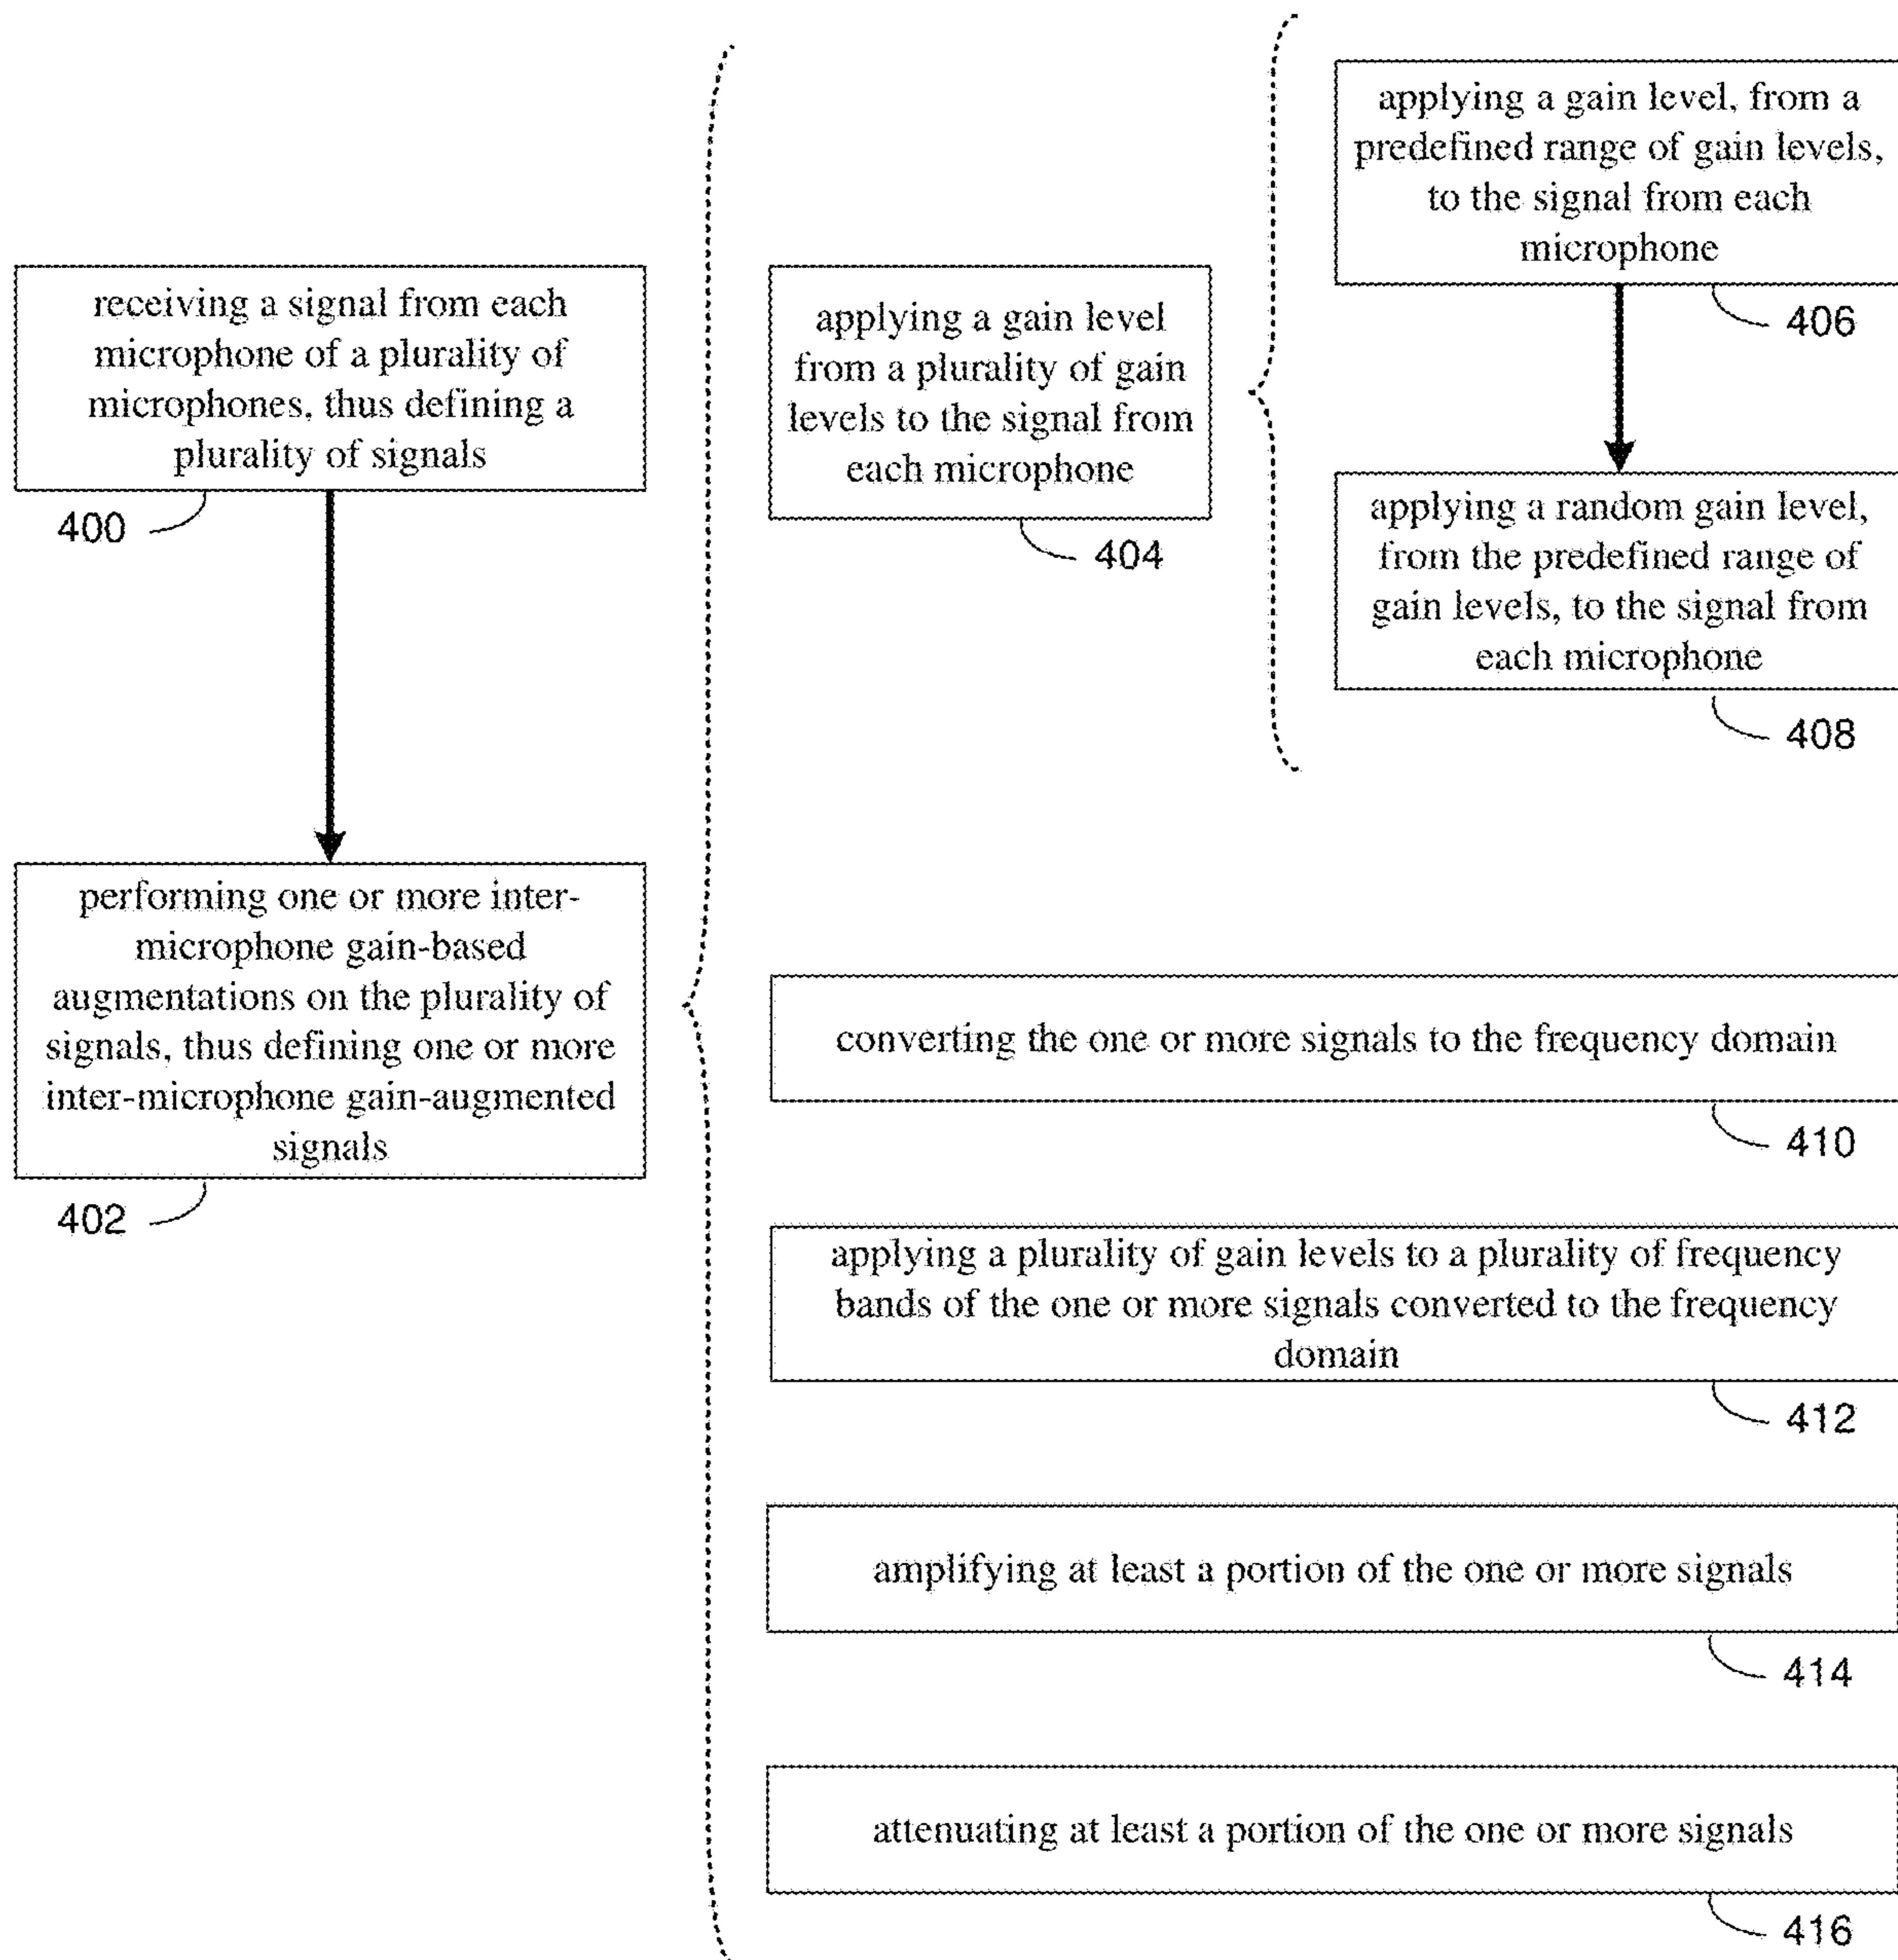 receiving a signal from each
microphone of a plurality of
microphones, thus defining a
plurality of signals
400
performing one or more inter-
microphone gain-based
augmentations on the plurality of
signals, thus defining one or more
inter-microphone gain-augmented
signals
402
applying a gain level
from a plurality of gain
levels to the signal from
each microphone
404
applying a gain level, from a
predefined range of gain levels,
to the signal from each
microphone
406
applying a random gain level,
from the predefined range of
gain levels, to the signal from
each microphone
408
converting the one or more signals to the frequency domain
410
applying a plurality of gain levels to a plurality of frequency
bands of the one or more signals converted to the frequency
domain
412
amplifying at least a portion of the one or more signals
414
attenuating at least a portion of the one or more signals
416